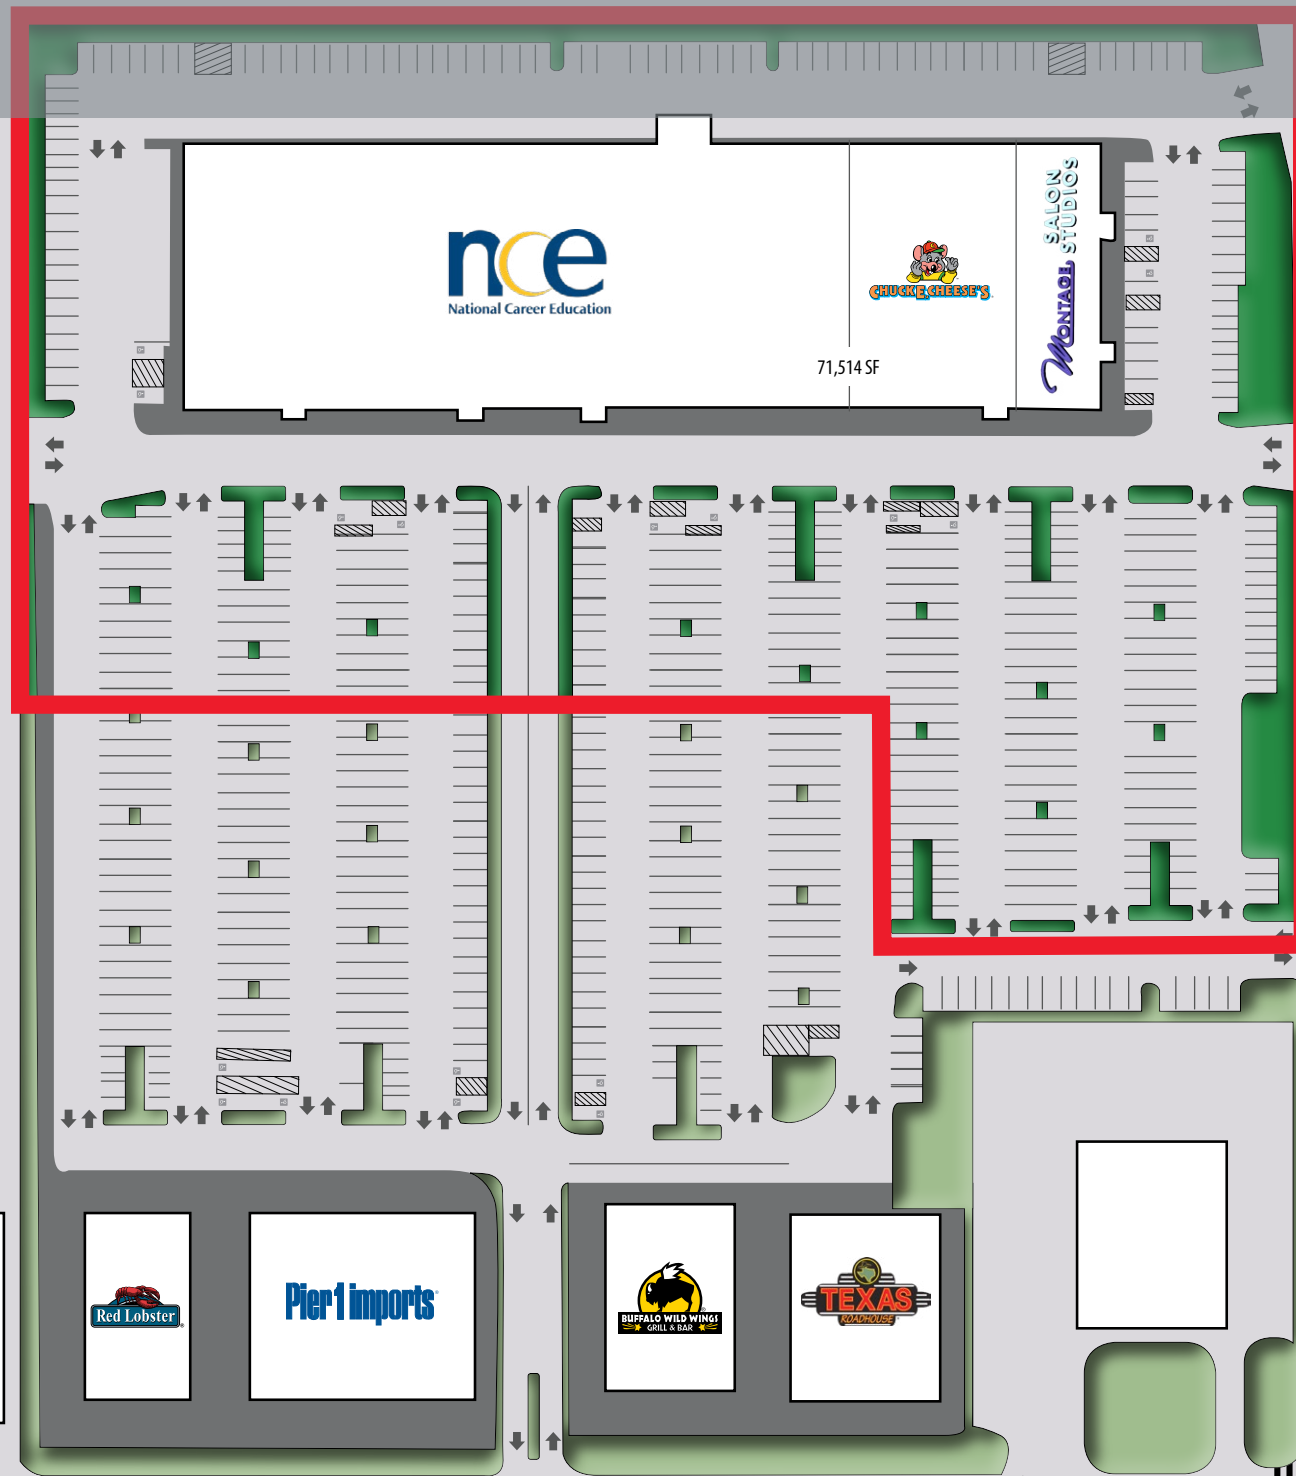 nce
National Career Education
CHUCK E. CHEESE'S
MONTAGE
SALON
STUDIOS
71,514 SF
Red Lobster
Pier 1 imports
BUFFALO WILD WINGS
GRILL & BAR
TEXAS
ROADHOUSE